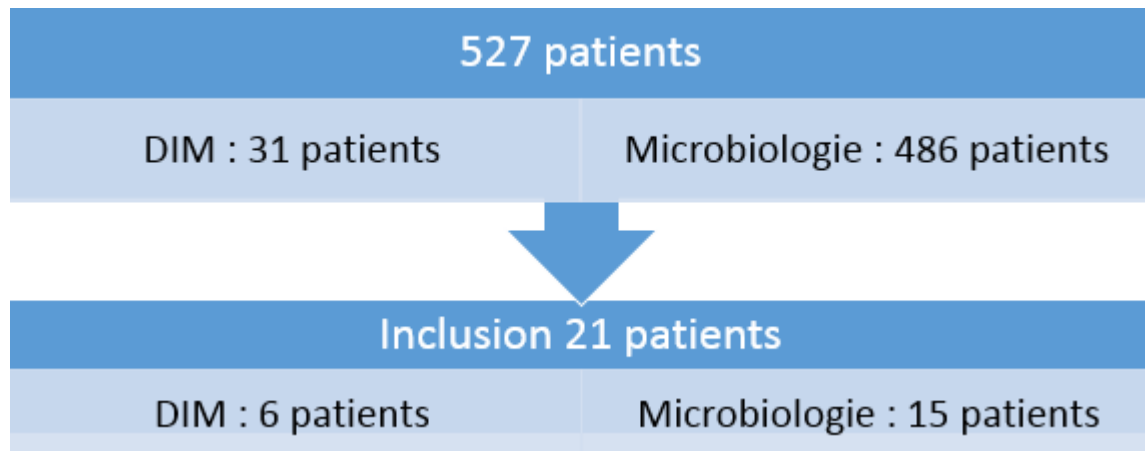 527 patients
DIM : 31 patients
Microbiologie : 486 patients
Inclusion 21 patients
DIM : 6 patients
Microbiologie : 15 patients